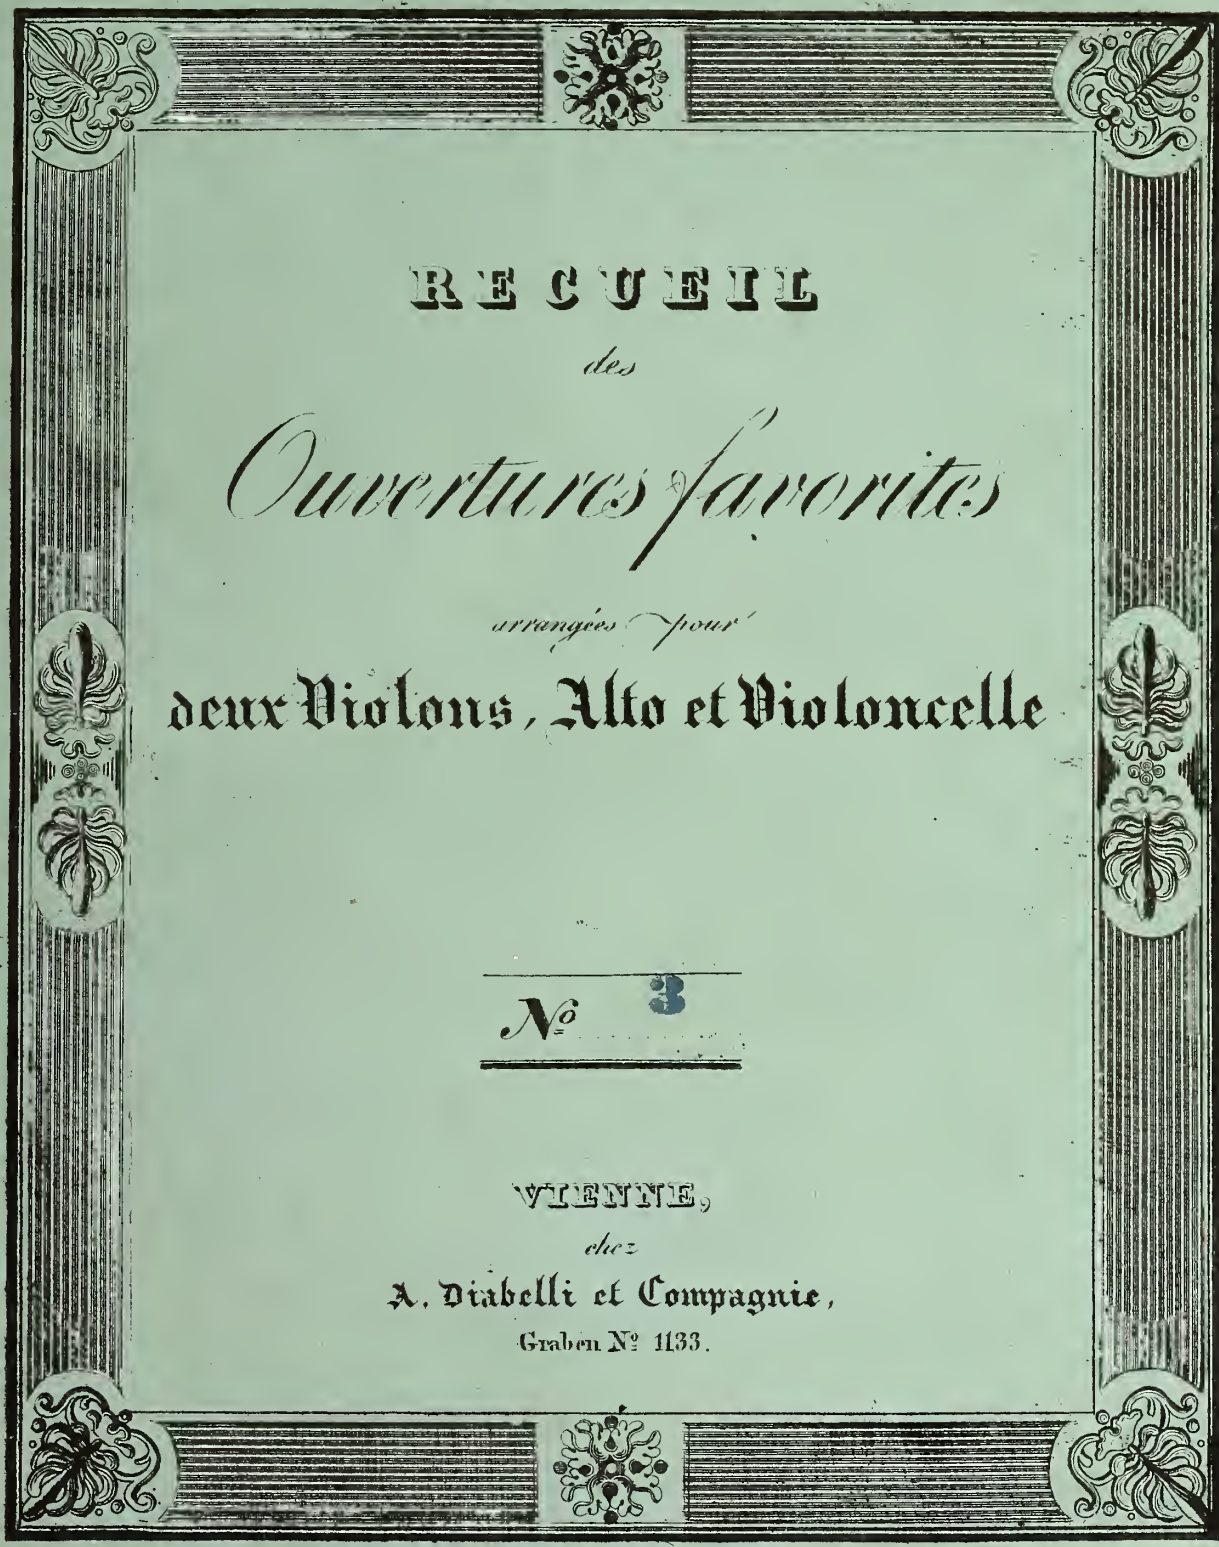 RECUEIL
des
Ouvertures favorites
arrangées pour
deux Violons, Alto et Violoncelle
Nº 3
VIENNE,
chez
A. Diabelli et Compagnie,
Graben Nº 1133.